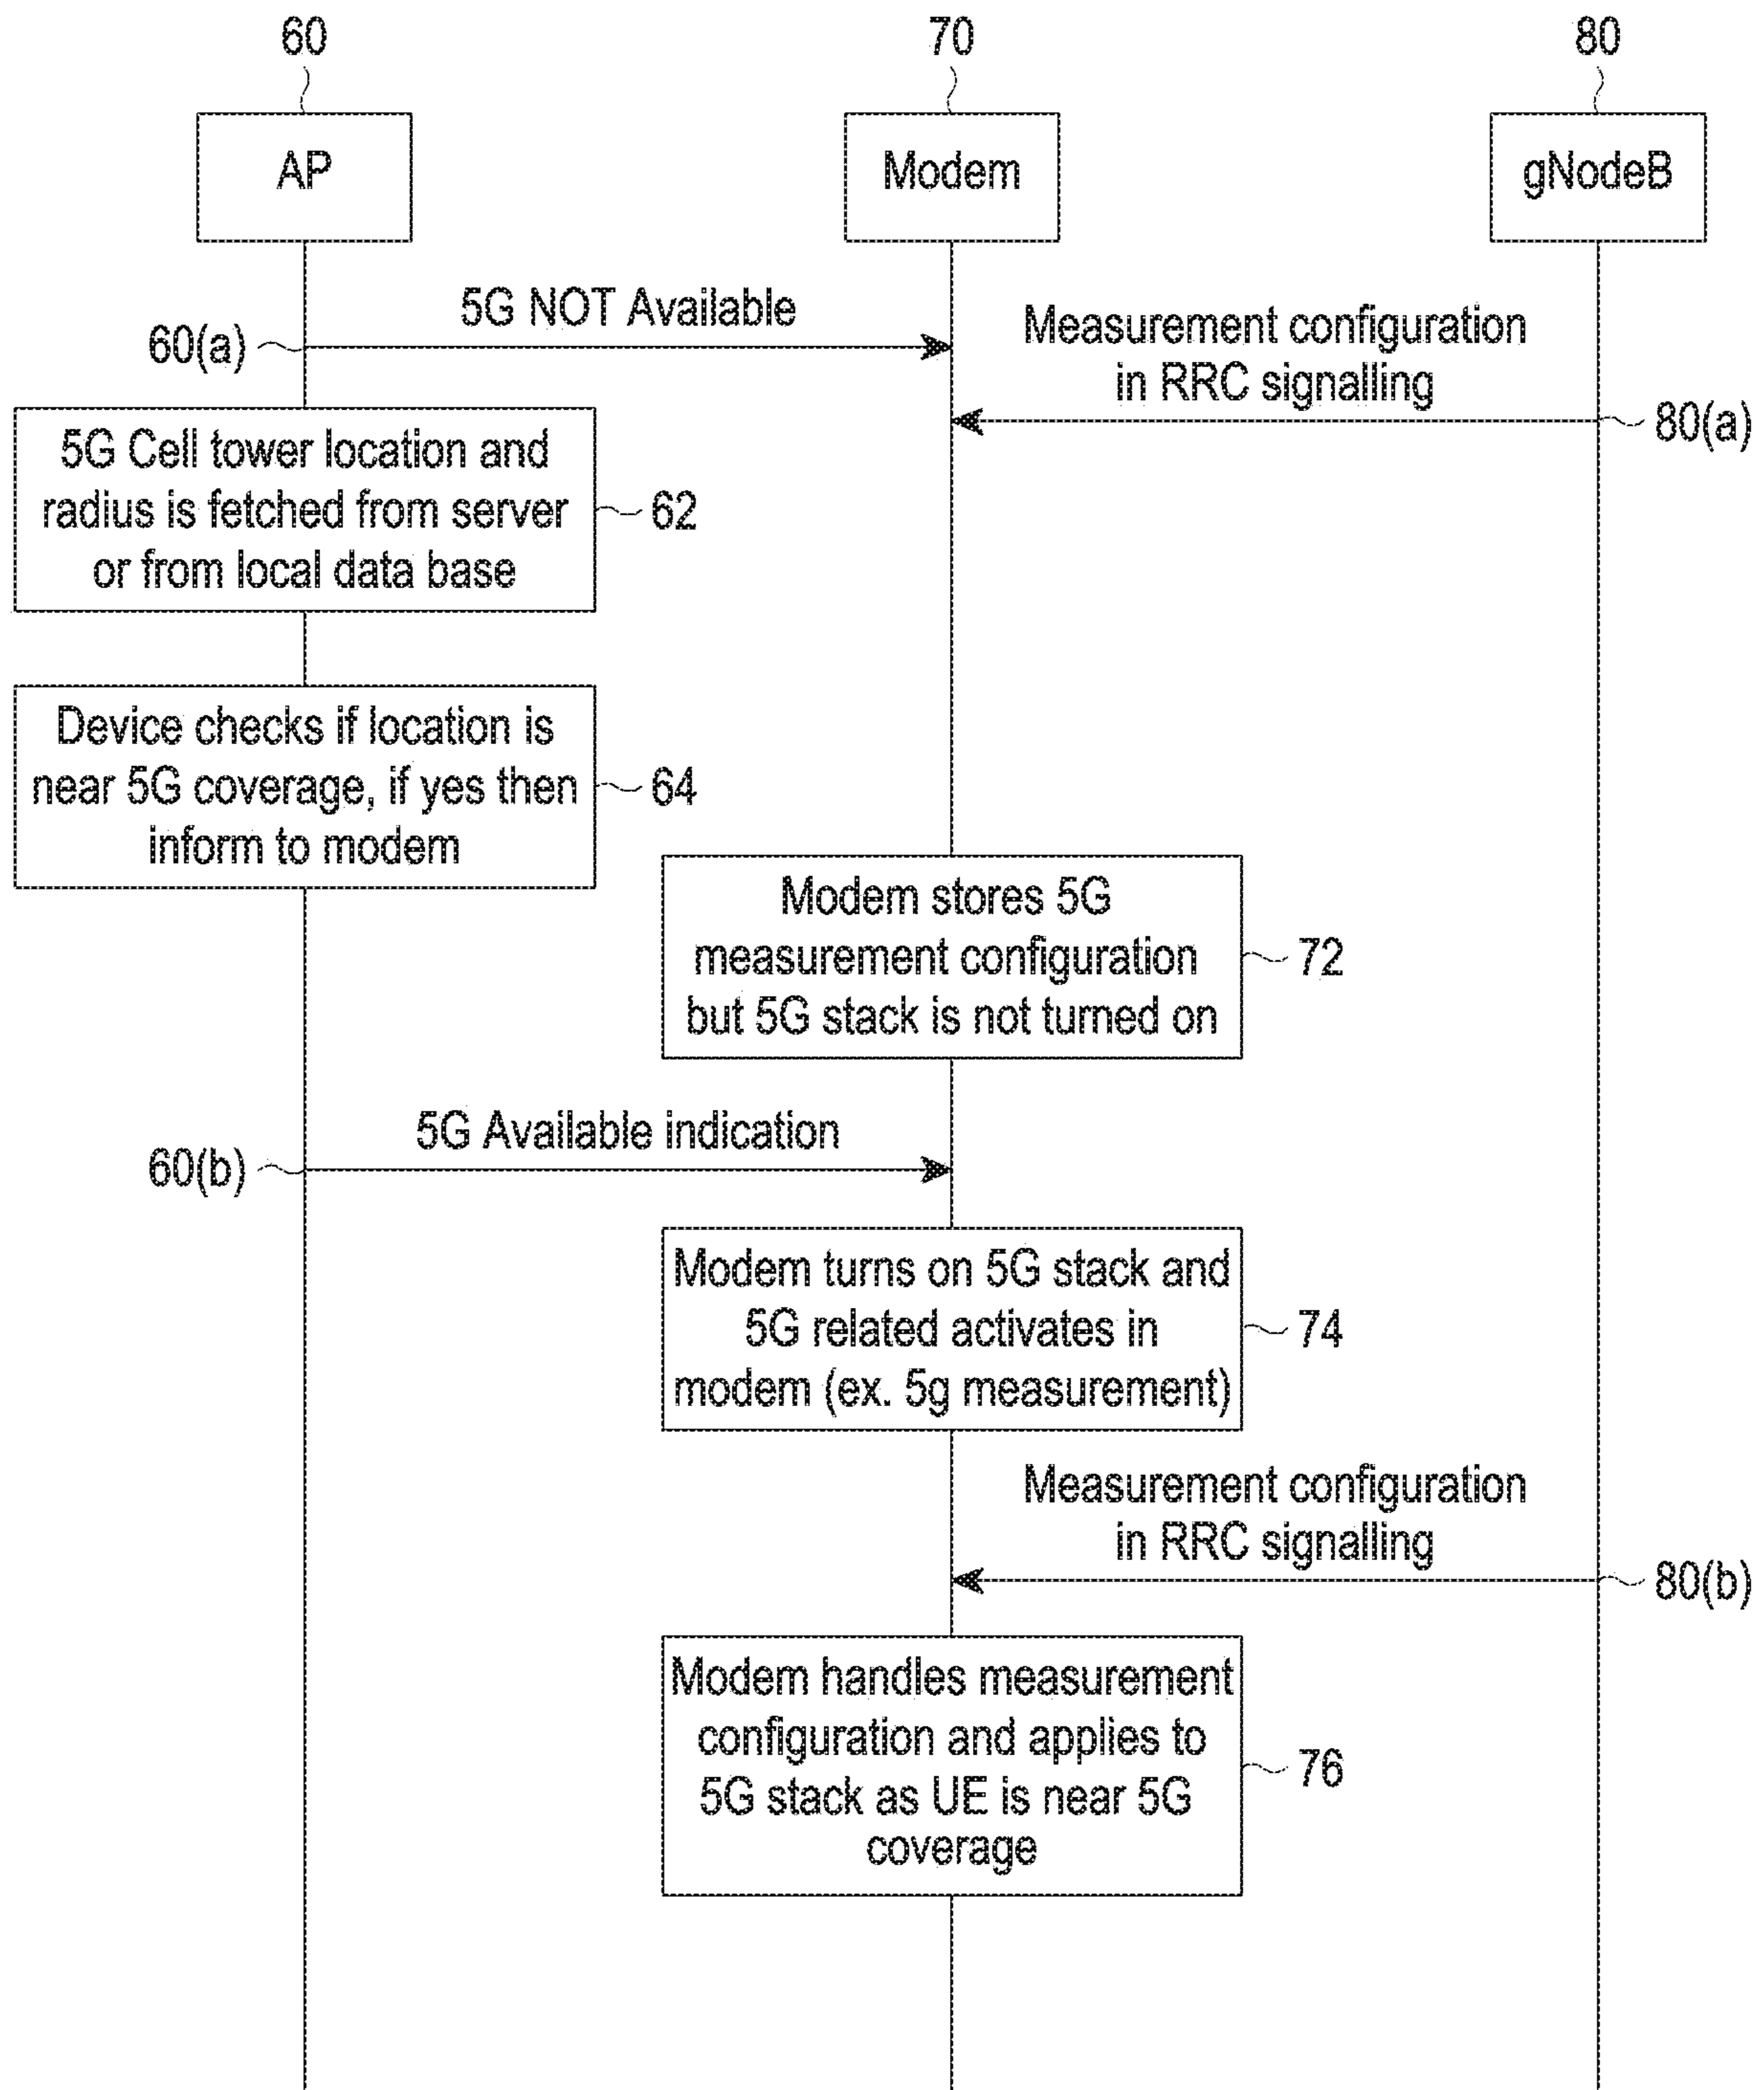 60
70
80
AP
Modem
gNodeB
5G NOT Available
60(a)
Measurement configuration
in RRC signalling
80(a)
5G Cell tower location and
radius is fetched from server
or from local data base
62
Device checks if location is
near 5G coverage, if yes then
inform to modem
64
Modem stores 5G
measurement configuration
but 5G stack is not turned on
72
5G Available indication
60(b)
Modem turns on 5G stack and
5G related activates in
modem (ex. 5g measurement)
74
Measurement configuration
in RRC signalling
80(b)
Modem handles measurement
configuration and applies to
5G stack as UE is near 5G
coverage
76